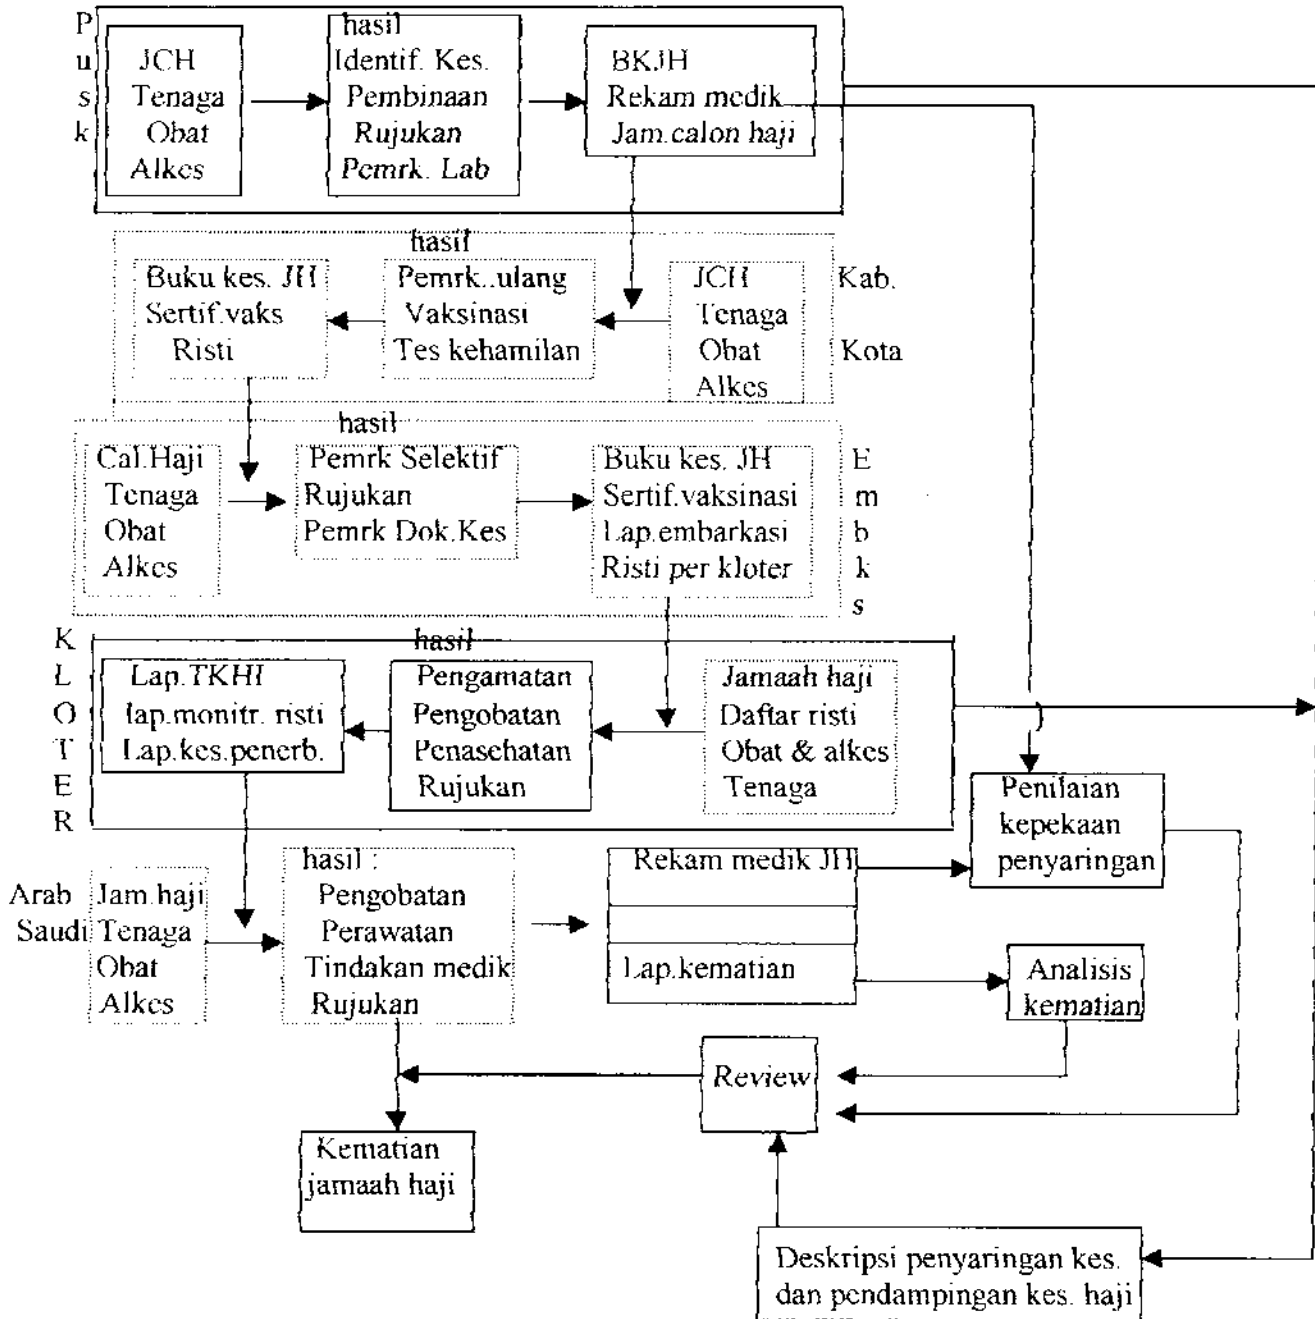 Pusk
JCH
Tenaga
Obat
Alkes
hasil
Identif. Kes.
Pembinaan
Rujukan
Pemrk. Lab
BKJH
Rekam medik
Jam.calon haji
hasil
Buku kes. JH
Sertif.vaks
Risti
Pemrk..ulang
Vaksinasi
Tes kehamilan
JCH
Tenaga
Obat
Alkes
Kab.
Kota
hasil
Cal.Haji
Tenaga
Obat
Alkes
Pemrk Selektif
Rujukan
Pemrk Dok.Kes
Buku kes. JH
Sertif.vaksinasi
Lap.embarkasi
Risti per kloter
Embks
KLOTER
hasil
Lap.TKHI
lap.monitr. risti
Lap.kes.penerb.
Pengamatan
Pengobatan
Penasehatan
Rujukan
Jamaah haji
Daftar risti
Obat & alkes
Tenaga
Penilaian
kepekaan
penyaringan
Arab
Saudi
Jam.haji
Tenaga
Obat
Alkes
hasil :
Pengobatan
Perawatan
Tindakan medik
Rujukan
Rekam medik JH
Lap.kematian
Analisis
kematian
Review
Kematian
jamaah haji
Deskripsi penyaringan kes.
dan pendampingan kes. haji